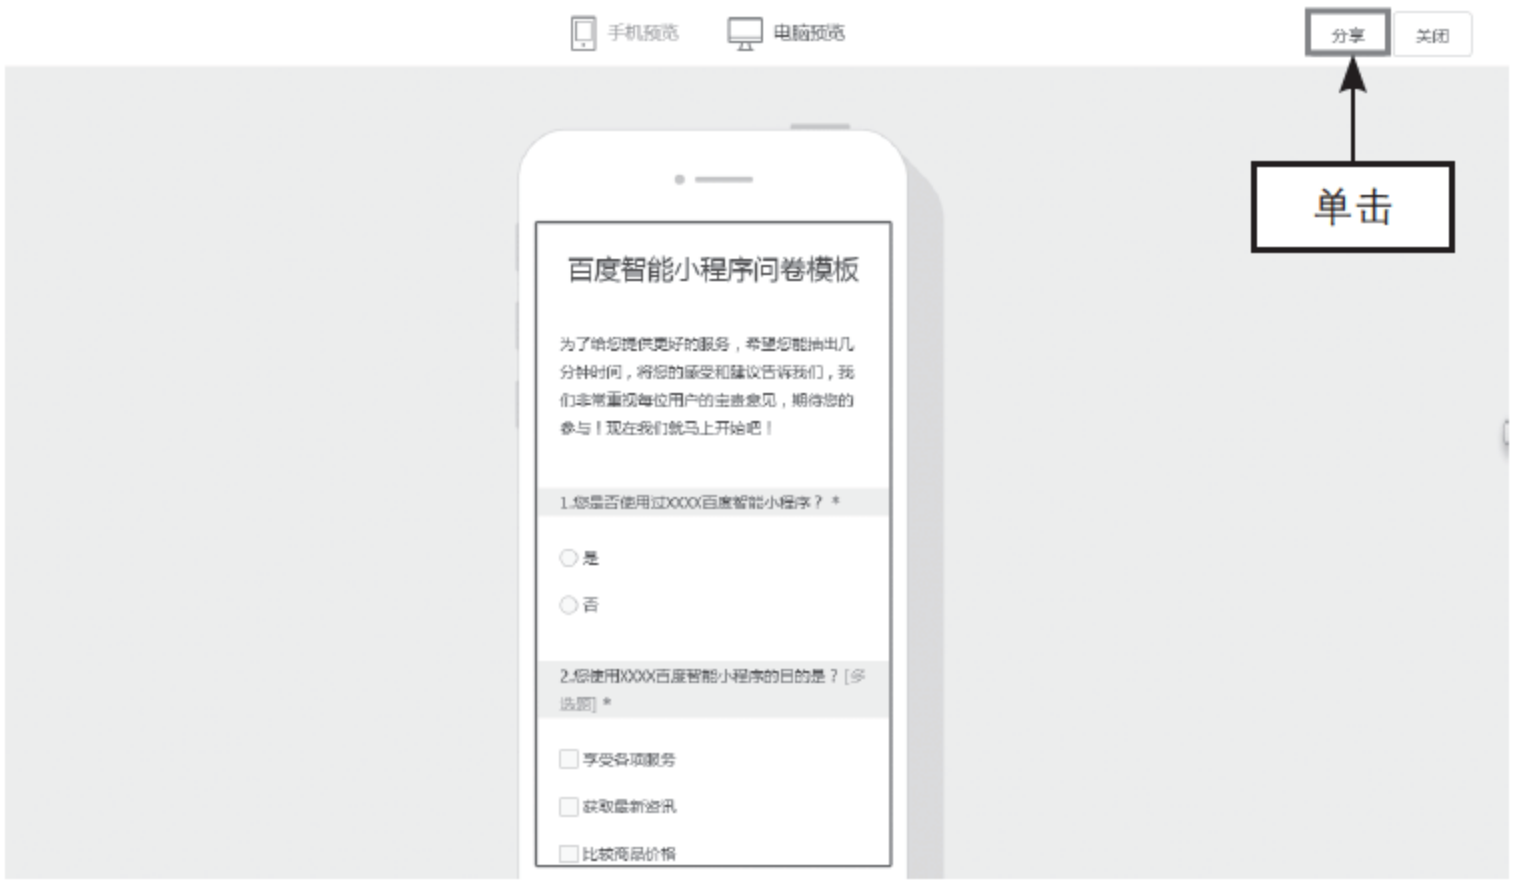 手机预览 电脑预览 分享 关闭
单击
百度智能小程序问卷模板
为了给您提供更好的服务，希望您能抽出几
分钟时间，将您的感受和建议告诉我们，我
们非常重视每位用户的宝贵意见，期待您的
参与！现在我们就马上开始吧！
1.您是否使用过XXXX百度智能小程序？ *
是
否
2.您使用XXXX百度智能小程序的目的是？ [多
选题] *
享受各项服务
获取最新资讯
比较商品价格